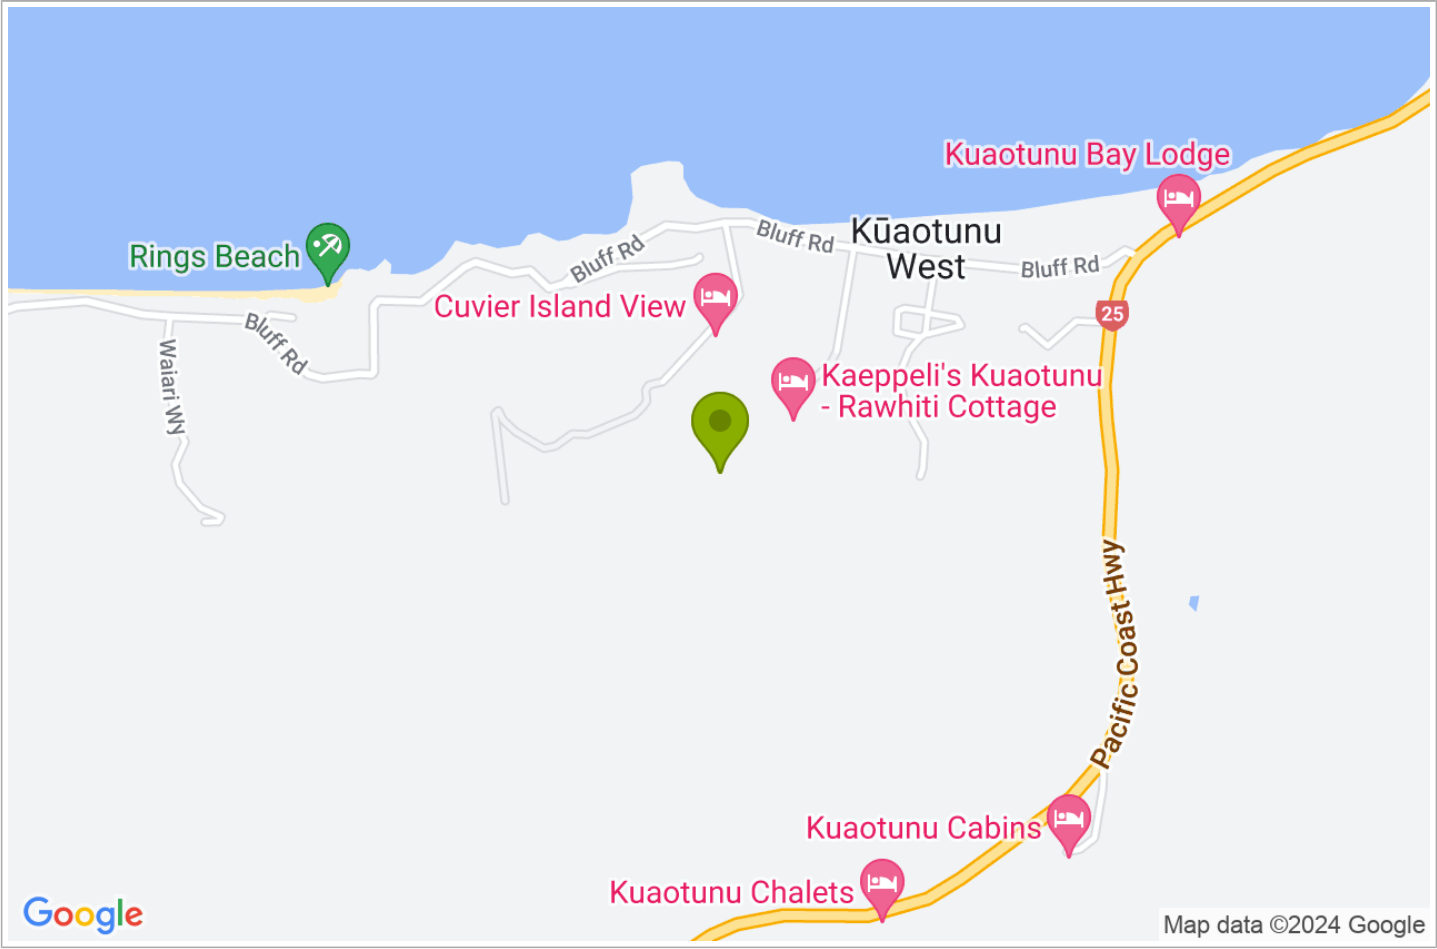 Kuaotunu Bay Lodge
Kūaotunu
West
Bluff Rd
Bluff Rd
Bluff Rd
Rings Beach
Cuvier Island View
25
Bluff Rd
Waiari Wy
Kaeppeli's Kuaotunu
- Rawhiti Cottage
Pacific Coast Hwy
Kuaotunu Cabins
Kuaotunu Chalets
Google
Map data ©2024 Google